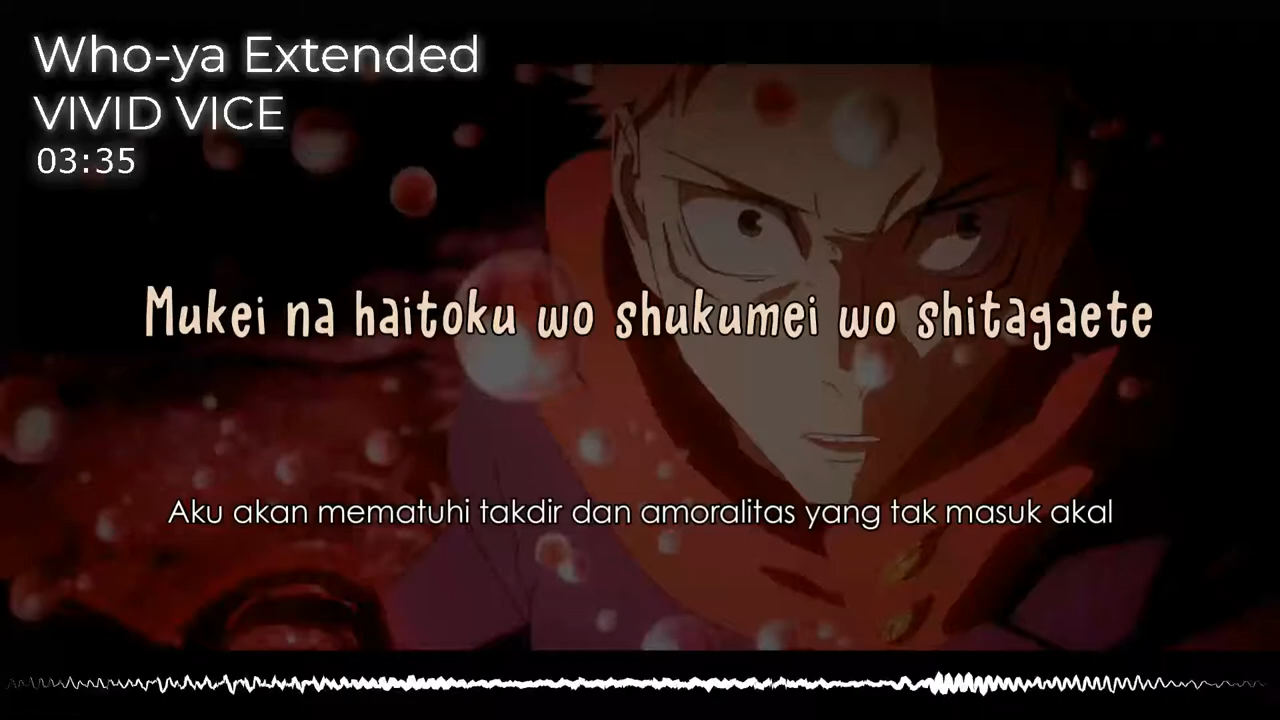 Who-ya Extended
VIVID VICE
03:35
Mukei na haitoku wo shukumei wo shitagaete
Aku akan mematuhi takdir dan amoralitas yang tak masuk akal